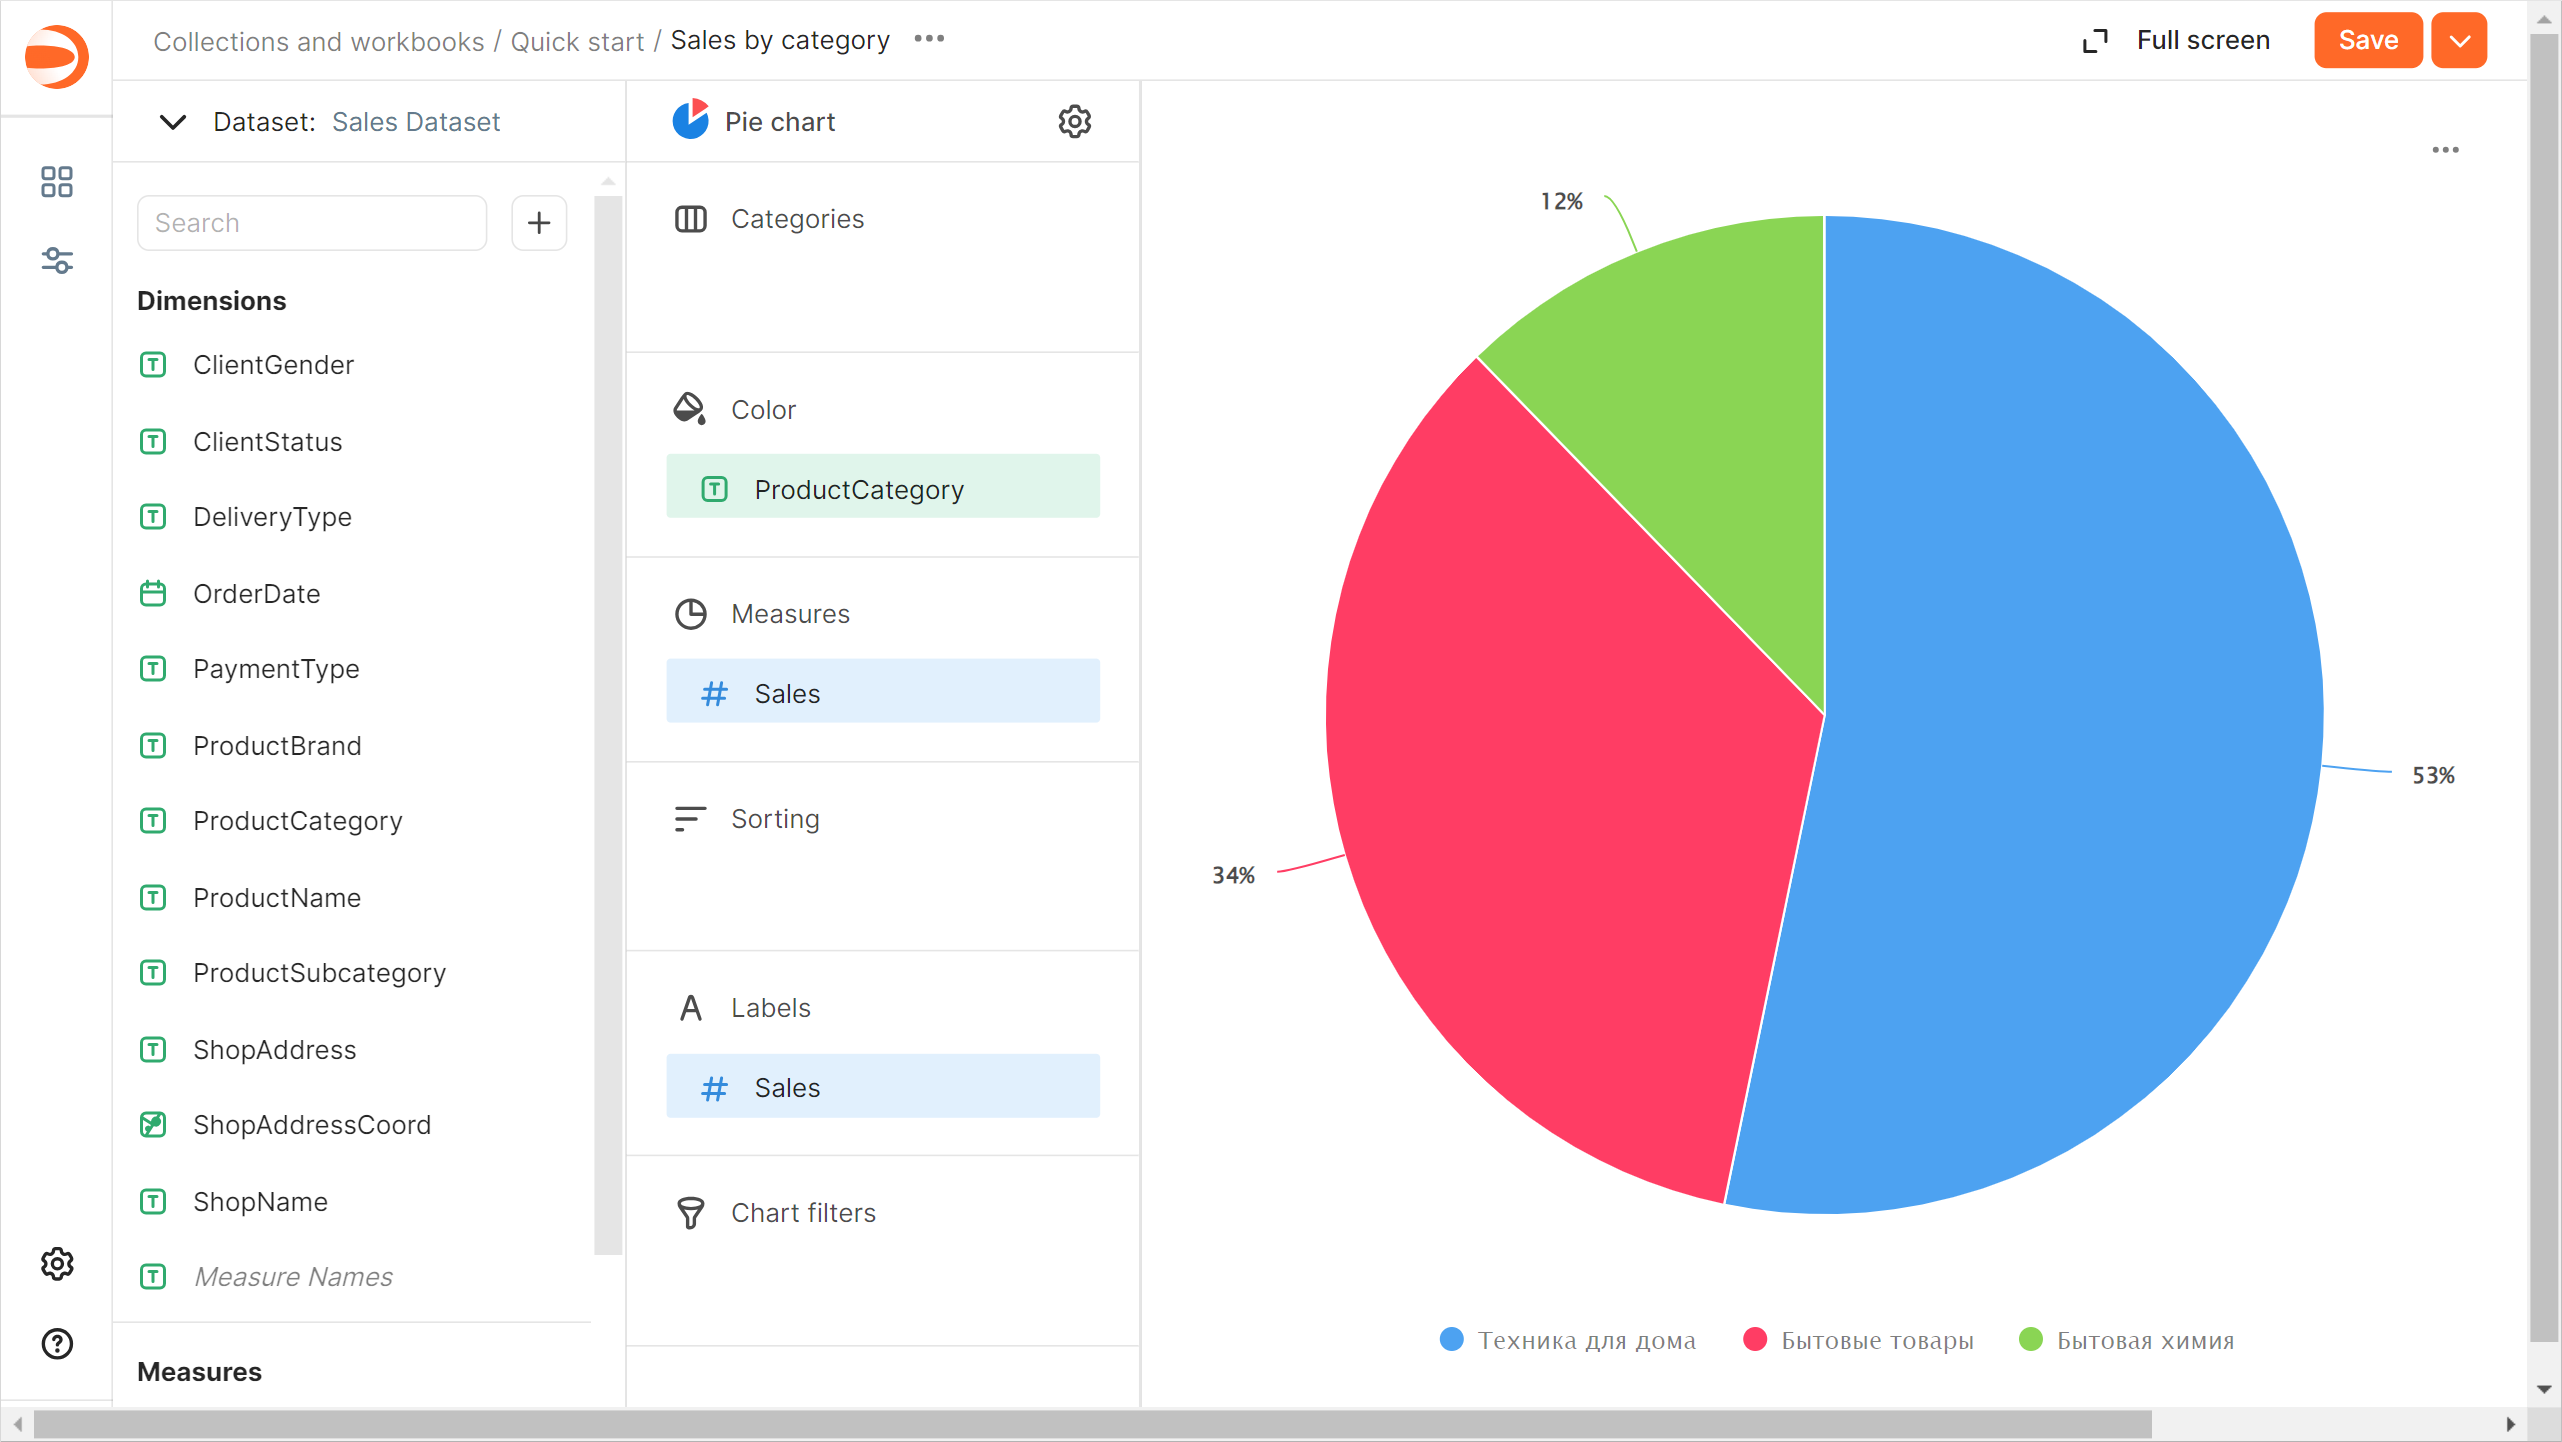 Collections and workbooks / Quick start / Sales by category
Full screen
Save
Dataset: Sales Dataset
Search
Dimensions
ClientGender
ClientStatus
DeliveryType
OrderDate
PaymentType
ProductBrand
ProductCategory
ProductName
ProductSubcategory
ShopAddress
ShopAddressCoord
ShopName
Measure Names
Measures
Pie chart
Categories
Color
ProductCategory
Measures
Sales
Sorting
Labels
Sales
Chart filters
12%
53%
34%
Техника для дома
Бытовые товары
Бытовая химия